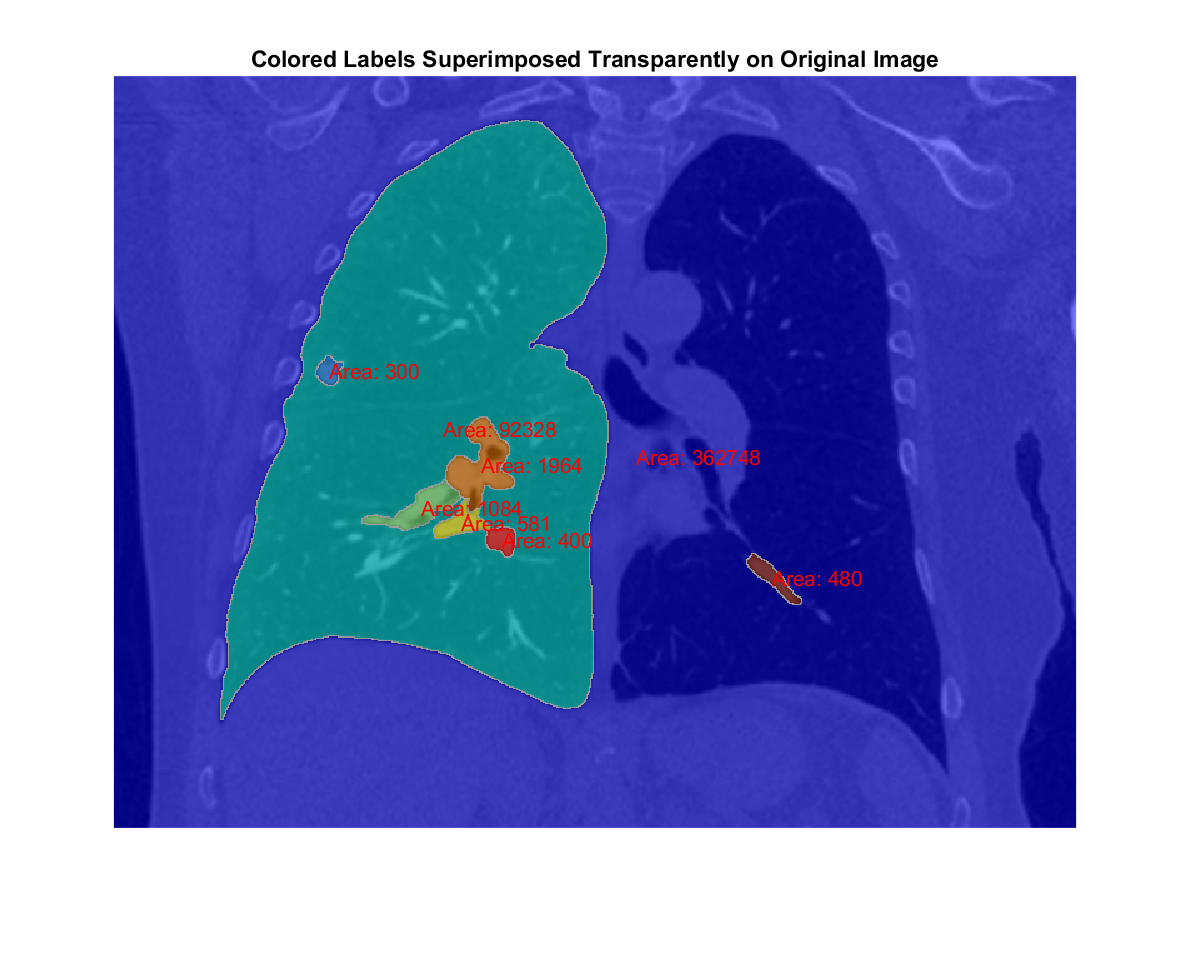 Colored Labels Superimposed Transparently on Original Image
Area: 300
Area: 92328
Area: 362748
Area: 1964
Area: 1084
Area: 581
Area: 400
Area: 480